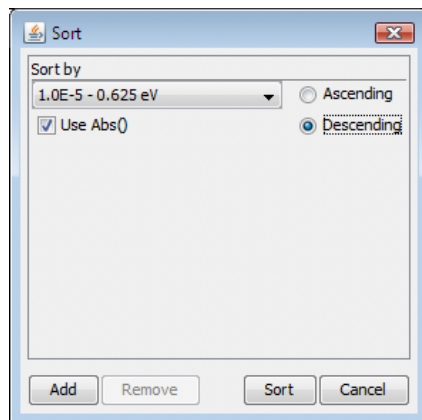 Sort
Sort by
1.0E-5 - 0.625 eV
Ascending
Use Abs()
Descending
Add
Remove
Sort
Cancel